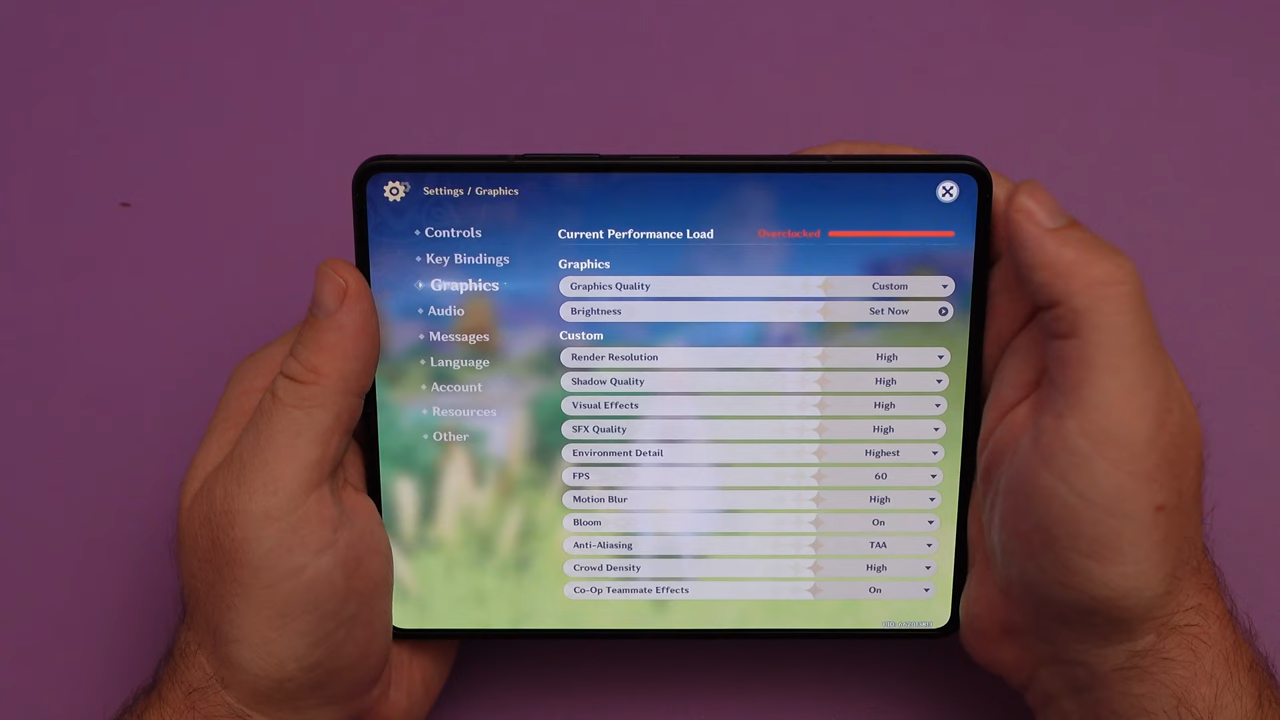 Settings / Graphics
Controls
Key Bindings
Graphics
Audio
Messages
Language
Account
Resources
Other
Current Performance Load Overclocked
Graphics
Graphics Quality Custom
Brightness Set Now
Custom
Render Resolution High
Shadow Quality High
Visual Effects High
SFX Quality High
Environment Detail Highest
FPS 60
Motion Blur High
Bloom On
Anti-Aliasing TAA
Crowd Density High
Co-Op Teammate Effects On